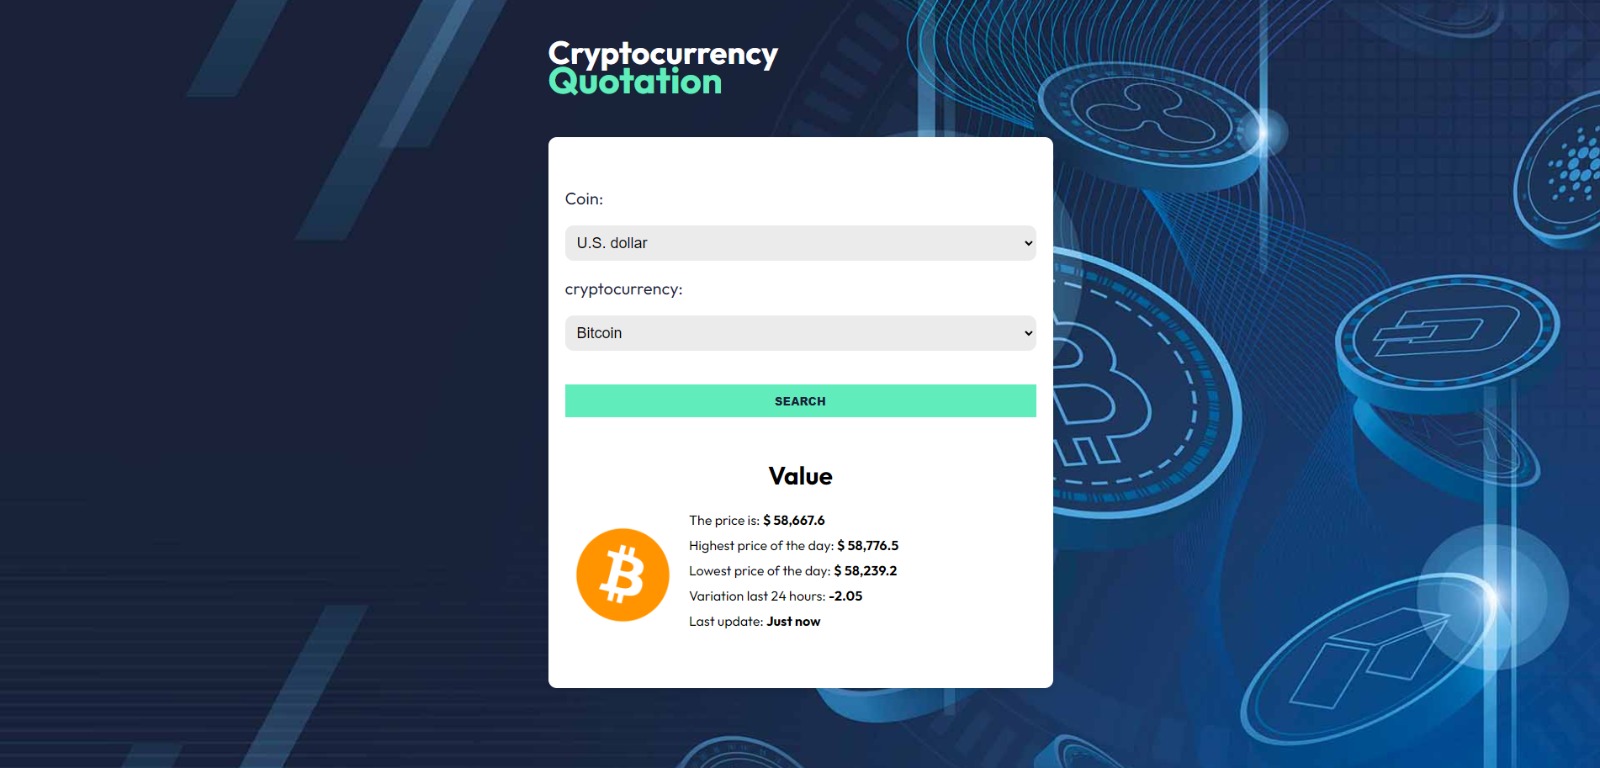 Cryptocurrency
Quotation
Coin:
U.S. dollar
cryptocurrency:
Bitcoin
SEARCH
Value
The price is: $ 58,667.6
Highest price of the day: $ 58,776.5
Lowest price of the day: $ 58,239.2
Variation last 24 hours: -2.05
Last update: Just now